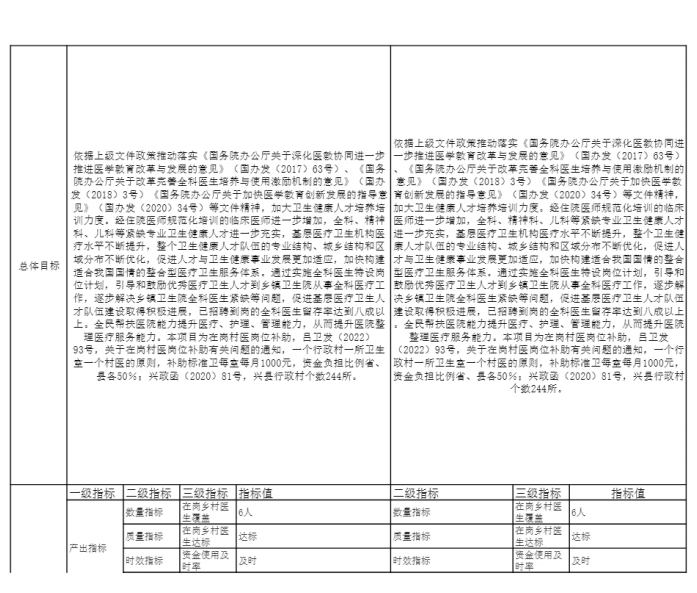 总体目标
依据上级文件政策推动落实《国务院办公厅关于深化医教协同进一步
推进医学教育改革与发展的意见》（国办发（2017）63号）、《国务
院办公厅关于改革完善全科医生培养与使用激励机制的意见》（国办
发（2018）3号）《国务院办公厅关于加快医学教育创新发展的指导意
见》（国办发（2020）34号）等文件精神，加大卫生健康人才培养培
训力度。经住院医师规范化培训的临床医师进一步增加，全科、精神
科、儿科等紧缺专业卫生健康人才进一步充实，基层医疗卫生机构医
疗水平不断提升，整个卫生健康人才队伍的专业结构、城乡结构和区
域分布不断优化，促进人才与卫生健康事业发展更加适应，加快构建
适合我国国情的整合型医疗卫生服务体系。通过实施全科医生特设岗
位计划，引导和鼓励优秀医疗卫生人才到乡镇卫生院从事全科医疗工
作，逐步解决乡镇卫生院全科医生紧缺等问题，促进基层医疗卫生人
才队伍建设取得积极进展，已招聘到岗的全科医生留存率达到八成以
上。全民帮扶医院能力提升医疗、护理、管理能力，从而提升医院整
理医疗服务能力。本项目为在岗村医岗位补助，吕卫发（2022）
93号，关于在岗村医岗位补助有关问题的通知，一个行政村一所卫生
室一个村医的原则，补助标准卫每室每月1000元，资金负担比例省、
县各50%；兴政函（2020）81号，兴县行政村个数244所。
依据上级文件政策推动落实《国务院办公厅关于深化医教协同进
一步推进医学教育改革与发展的意见》（国办发（2017）63号）
、《国务院办公厅关于改革完善全科医生培养与使用激励机制的
意见》（国办发（2018）3号）《国务院办公厅关于加快医学教
育创新发展的指导意见》（国办发（2020）34号）等文件精神，
加大卫生健康人才培养培训力度。经住院医师规范化培训的临床
医师进一步增加，全科、精神科、儿科等紧缺专业卫生健康人才
进一步充实，基层医疗卫生机构医疗水平不断提升，整个卫生健
康人才队伍的专业结构、城乡结构和区域分布不断优化，促进人
才与卫生健康事业发展更加适应，加快构建适合我国国情的整合
型医疗卫生服务体系。通过实施全科医生特设岗位计划，引导和
鼓励优秀医疗卫生人才到乡镇卫生院从事全科医疗工作，逐步解
决乡镇卫生院全科医生紧缺等问题，促进基层医疗卫生人才队伍
建设取得积极进展，已招聘到岗的全科医生留存率达到八成以上
。全民帮扶医院能力提升医疗、护理、管理能力，从而提升医院
整理医疗服务能力。本项目为在岗村医岗位补助，吕卫发
（2022）93号，关于在岗村医岗位补助有关问题的通知，一个行
政村一所卫生室一个村医的原则，补助标准卫每室每月1000元，
资金负担比例省、县各50%；兴政函（2020）81号，兴县行政村
个数244所。
一级指标 二级指标 三级指标 指标值 二级指标 三级指标 指标值
产出指标
数量指标 在岗乡村医生覆盖 6人 数量指标 在岗乡村医生覆盖 6人
质量指标 在岗乡村医生达标 达标 质量指标 在岗乡村医生达标 达标
时效指标 资金使用及时率 及时 时效指标 资金使用及时率 及时